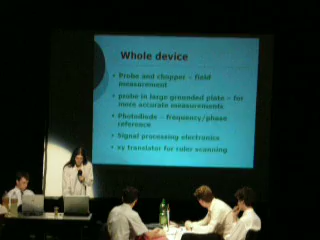 Whole device
• Probe and chopper – field
measurement
• probe in large grounded plate – for
more accurate measurements
• Photodiode – frequency/phase
reference
• Signal processing electronics
• xy translator for ruler scanning